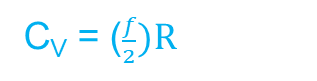 C_V = (f/2)R